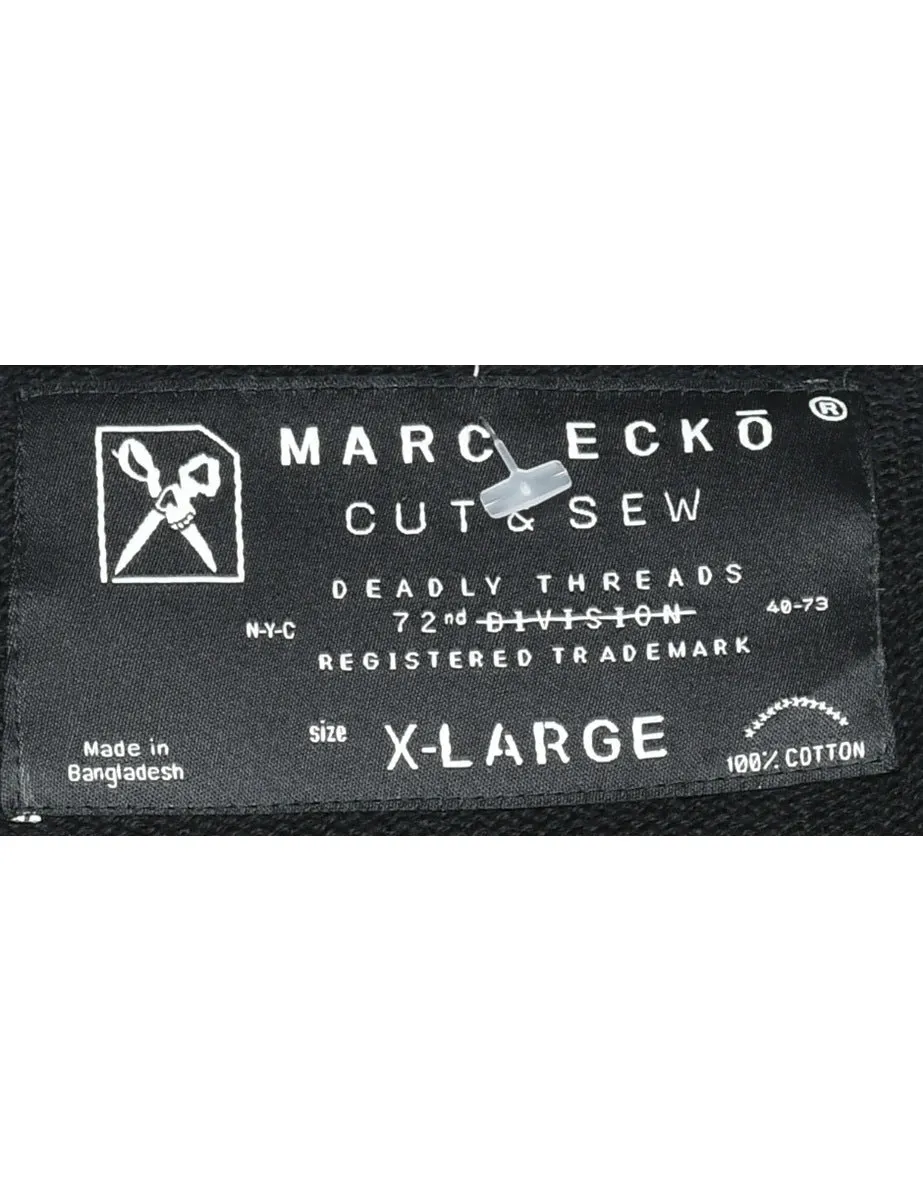 MARC ECKŌ ®
CUT & SEW
DEADLY THREADS
N-Y-C 72nd DIVISION 40-73
REGISTERED TRADEMARK
size X-LARGE
Made in
Bangladesh
100% COTTON